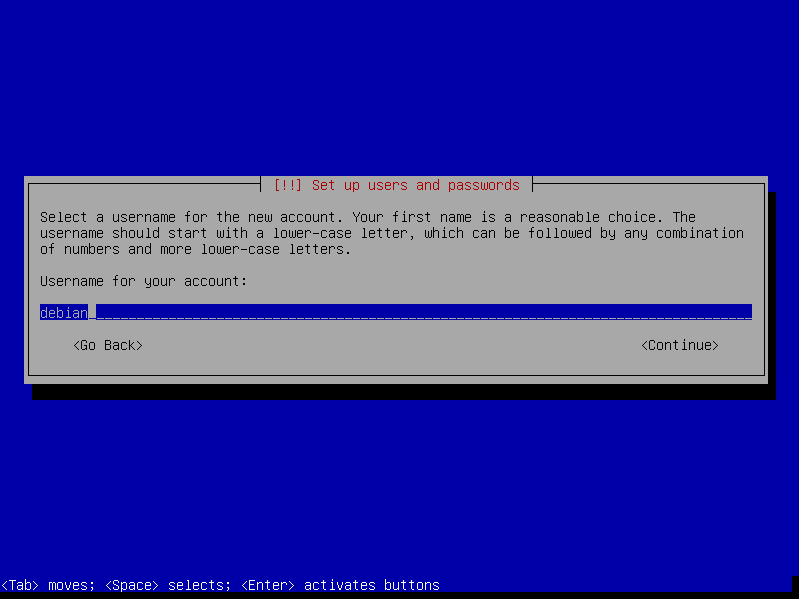 [!!] Set up users and passwords
Select a username for the new account. Your first name is a reasonable choice. The
username should start with a lower-case letter, which can be followed by any combination
of numbers and more lower-case letters.
Username for your account:
debian
<Go Back> <Continue>
<Tab> moves; <Space> selects; <Enter> activates buttons